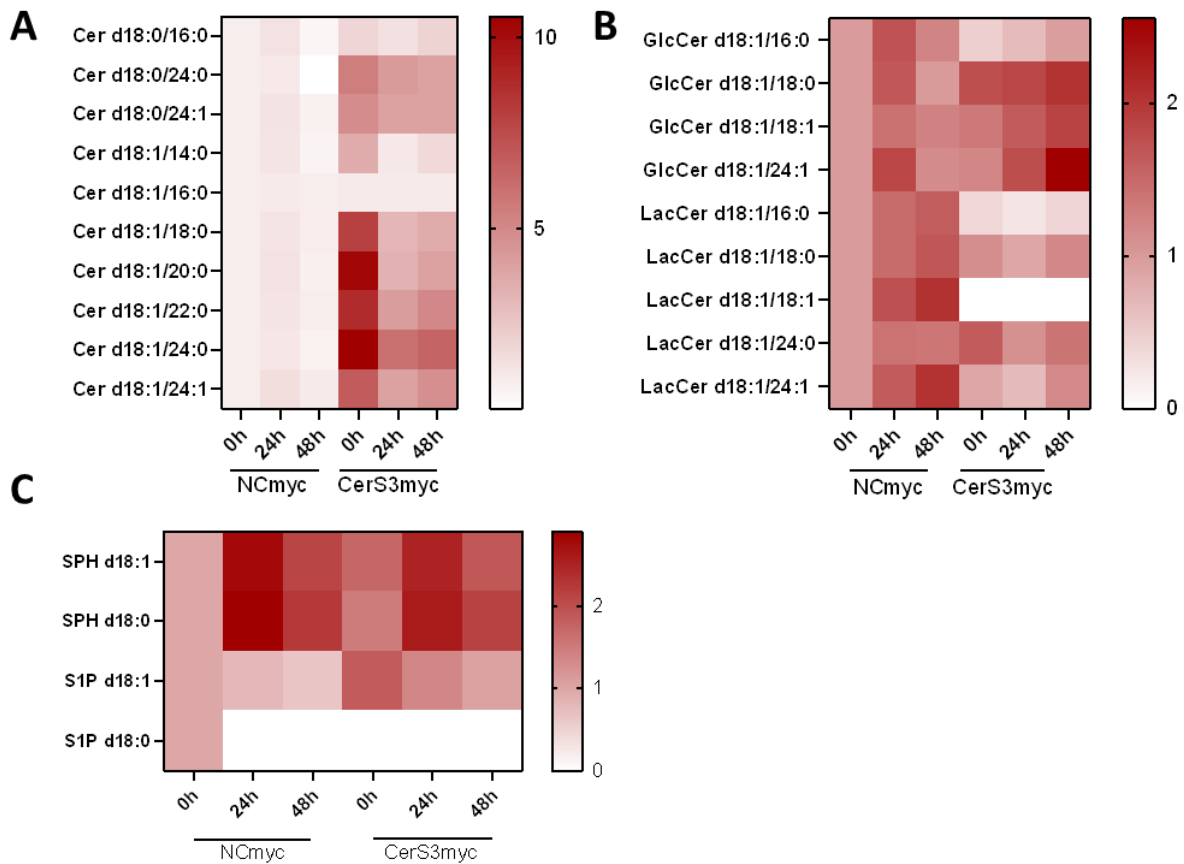 A
Cer d18:0/16:0
Cer d18:0/24:0
Cer d18:0/24:1
Cer d18:1/14:0
Cer d18:1/16:0
Cer d18:1/18:0
Cer d18:1/20:0
Cer d18:1/22:0
Cer d18:1/24:0
Cer d18:1/24:1
0h 24h 48h 0h 24h 48h
NCmyc CerS3myc
10
5
B
GlcCer d18:1/16:0
GlcCer d18:1/18:0
GlcCer d18:1/18:1
GlcCer d18:1/24:1
LacCer d18:1/16:0
LacCer d18:1/18:0
LacCer d18:1/18:1
LacCer d18:1/24:0
LacCer d18:1/24:1
0h 24h 48h 0h 24h 48h
NCmyc CerS3myc
2
1
0
C
SPH d18:1
SPH d18:0
S1P d18:1
S1P d18:0
0h 24h 48h 0h 24h 48h
NCmyc CerS3myc
2
1
0